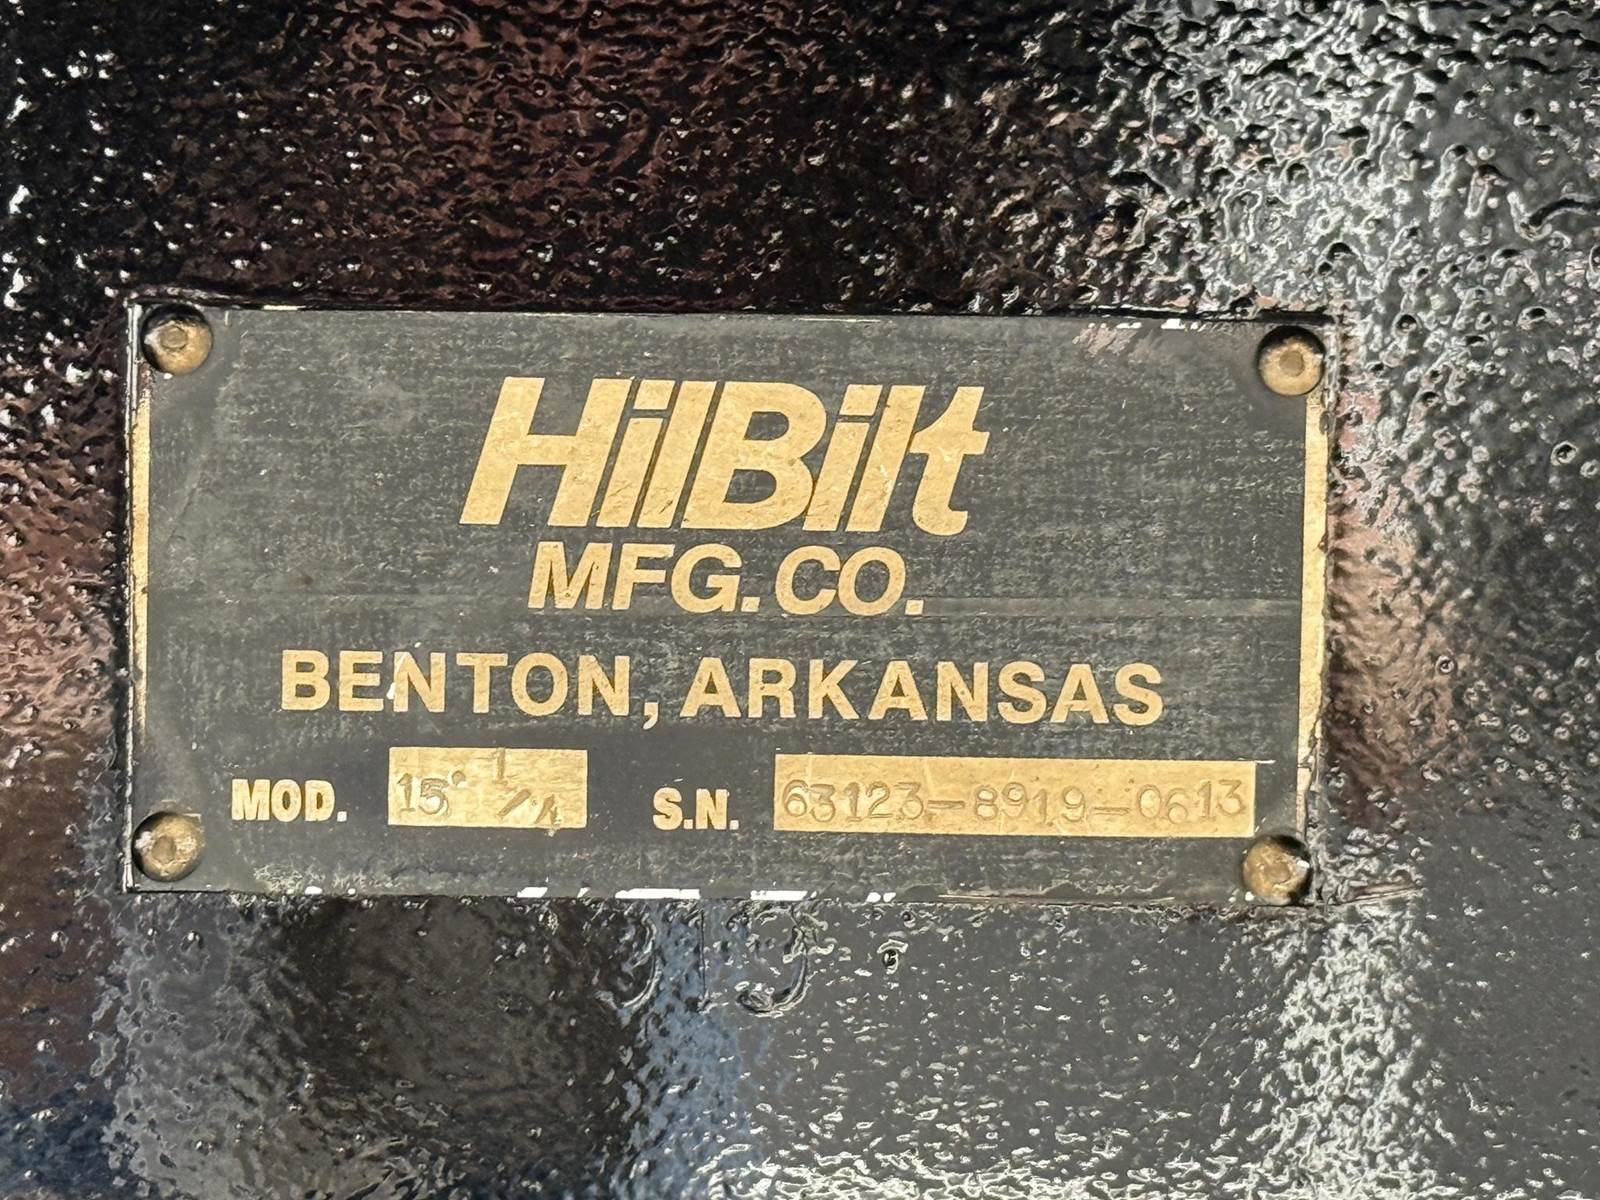 HilBilt
MFG. CO.
BENTON, ARKANSAS
MOD. 15° 1/4 S.N. 63123-8919-0613